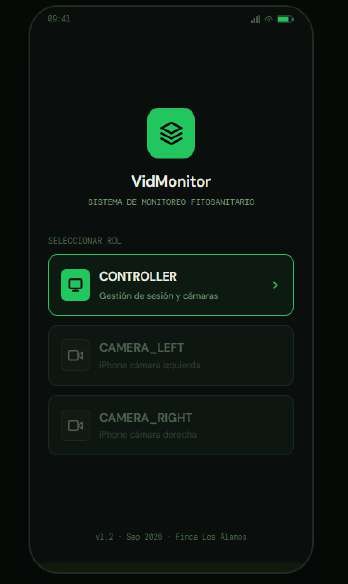 09:41
VidMonitor
SISTEMA DE MONITOREO FITOSANITARIO
SELECCIONAR ROL
CONTROLLER
Gestión de sesión y cámaras
CAMERA_LEFT
iPhone cámara izquierda
CAMERA_RIGHT
iPhone cámara derecha
v1.2 · Sep 2026 · Finca Los Álamos